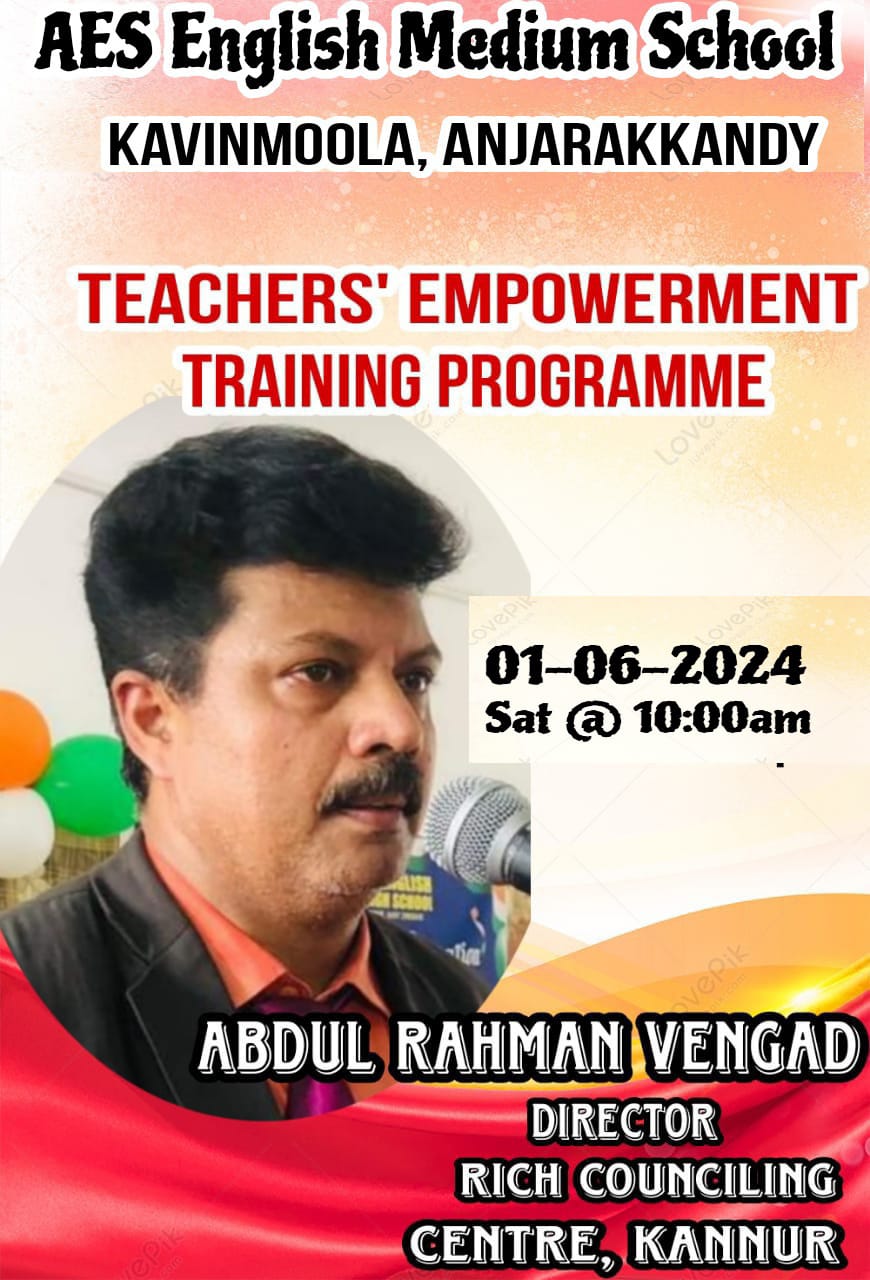 AES English Medium School
KAVINMOOLA, ANJARAKKANDY
TEACHERS' EMPOWERMENT
TRAINING PROGRAMME
01-06-2024
Sat @ 10:00am
ABDUL RAHMAN VENGAD
DIRECTOR
RICH COUNCILING
CENTRE, KANNUR